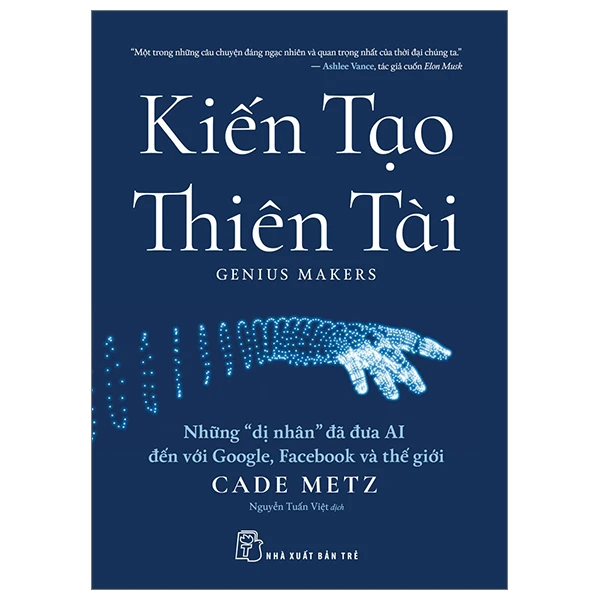 “Một trong những câu chuyện đáng ngạc nhiên và quan trọng nhất của thời đại chúng ta.”
— Ashlee Vance, tác giả cuốn Elon Musk
Kiến Tạo
Thiên Tài
GENIUS MAKERS
Những “dị nhân” đã đưa AI
đến với Google, Facebook và thế giới
CADE METZ
Nguyễn Tuấn Việt dịch
NHÀ XUẤT BẢN TRẺ